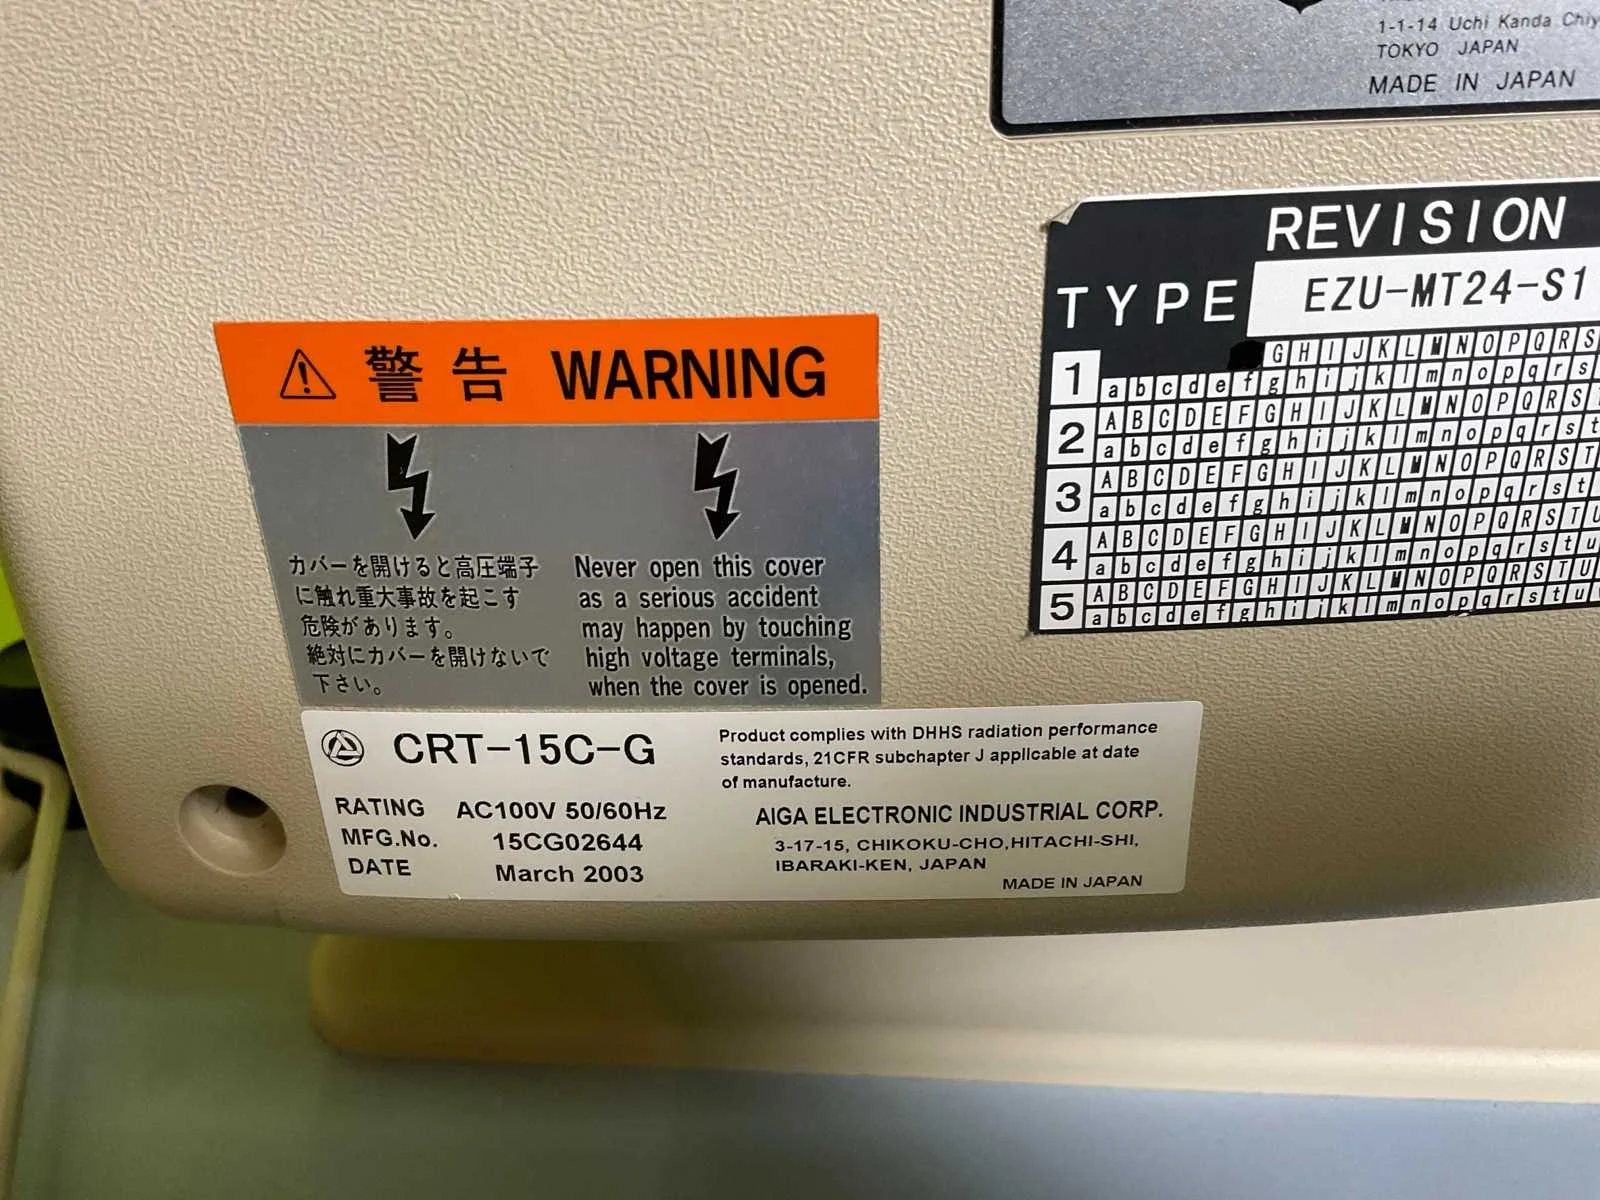 1-1-14 Uchi Kanda
TOKYO JAPAN
MADE IN JAPAN
REVISION
TYPE EZU-MT24-S1
1 G H I J K L M N O P Q R S
a b c d e f g h i j k l m n o p q r s
2 A B C D E F G H I J K L M N O P Q R S
a b c d e f g h i j k l m n o p q r s t
3 A B C D E F G H I J K L M N O P Q R S T
a b c d e f g h i j k l m n o p q r s t
4 A B C D E F G H I J K L M N O P Q R S T U
a b c d e f g h i j k l m n o p q r s t u
5 A B C D E F G H I J K L M N O P Q R S T U
a b c d e f g h i j k l m n o p q r s t u
警告 WARNING
カバーを開けると高圧端子
に触れ重大事故を起こす
危険があります。
絶対にカバーを開けないで
下さい。
Never open this cover
as a serious accident
may happen by touching
high voltage terminals,
when the cover is opened.
CRT-15C-G
RATING AC100V 50/60Hz
MFG.No. 15CG02644
DATE March 2003
Product complies with DHHS radiation performance
standards, 21CFR subchapter J applicable at date
of manufacture.
AIGA ELECTRONIC INDUSTRIAL CORP.
3-17-15, CHIKOKU-CHO,HITACHI-SHI,
IBARAKI-KEN, JAPAN
MADE IN JAPAN